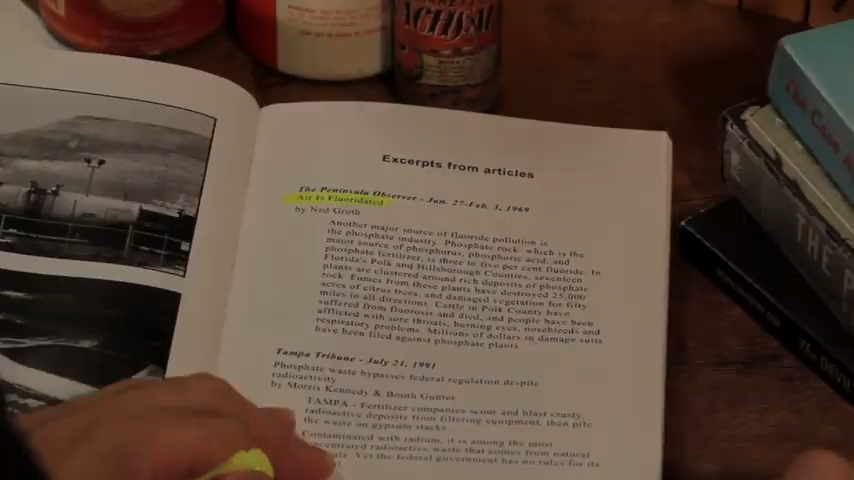 MACHISMO
Excerpts from articles
The Peninsula Observer - Jan. 27-Feb. 3, 1969
Air Is Fluoridated
by Ned Groth
Another major source of fluoride pollution is
the phosphate industry. Phosphate rock, which is the
major source of phosphorus, phosphoric acid, and
phosphate fertilizer, is three to five per cent fluoride. In
Florida's Polk and Hillsborough Counties, seventeen
plants are clustered around rich deposits of phosphate
rock. Fumes from these plants have destroyed 25,000
acres of citrus trees, and damaged vegetation for fifty
miles in all directions. Cattle in Polk County have
suffered from fluorosis and died, and people have been
afflicted with sore throats, burning eyes, nosebleeds and
respiratory problems. Millions of dollars in damage suits
have been filed against phosphate plants.
Tampa Tribune - July 21, 1991
Phosphate waste bypasses federal regulation despite
radioactivity
by Morris Kennedy & Booth Gunter
TAMPA - Fertilizer companies scour and blast crusty,
radioactive deposits from filtering equipment, then pile
the waste on gypsum stacks.
Contaminated with radium, it is among the most
concentrated radioactive waste that comes from natural
Yet the federal government has no rules for its
The Case A
THE
DEVIL